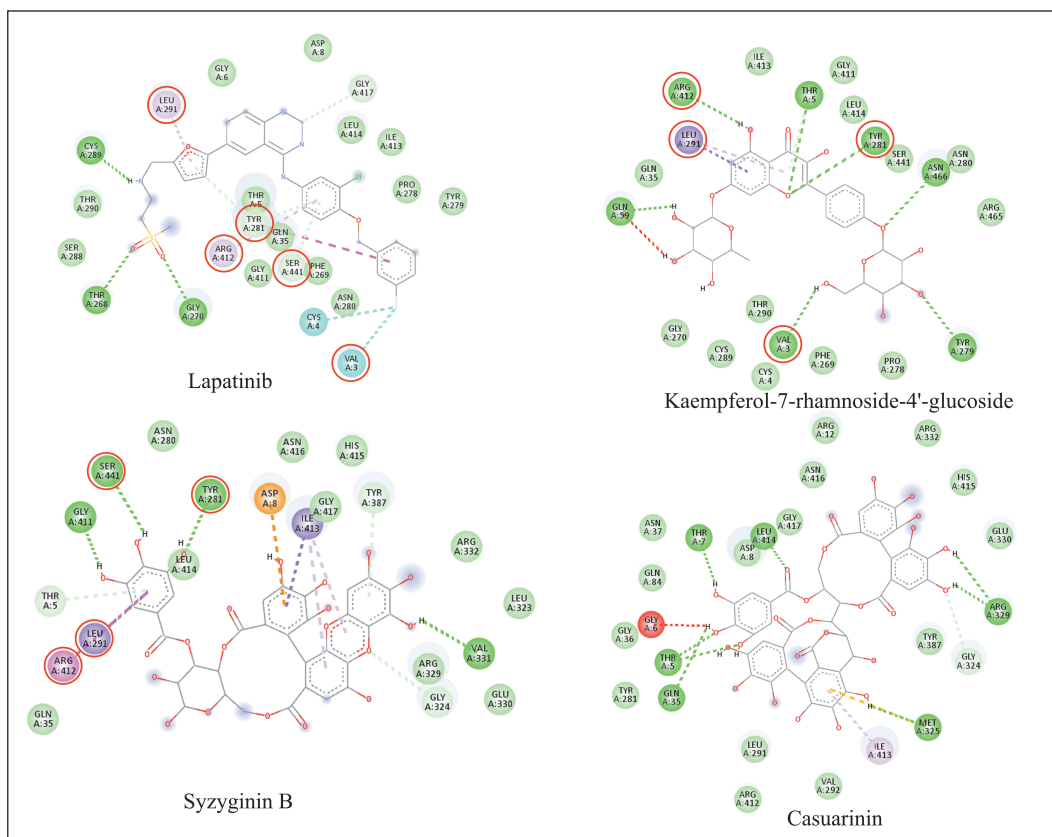 ASP
A:8
GLY
A:6
GLY
A:417
LEU
A:291
LEU
A:414
ILE
A:413
CYS
A:289
THR
A:290
THR
A:5
PRO
A:278
TYR
A:279
TYR
A:281
GLN
A:35
SER
A:288
ARG
A:412
GLY
A:411
SER
A:441
PHE
A:269
THR
A:268
GLY
A:270
ASN
A:280
CYS
A:4
VAL
A:3
N
N
N
N
H
O
O
O
O
S
Cl
Lapatinib
ILE
A:413
GLY
A:411
ARG
A:412
THR
A:5
LEU
A:414
LEU
A:291
TYR
A:281
SER
A:441
ASN
A:280
GLN
A:35
ASN
A:466
GLN
A:59
ARG
A:465
THR
A:290
GLY
A:270
VAL
A:3
CYS
A:289
PHE
A:269
PRO
A:278
TYR
A:279
CYS
A:4
Kaempferol-7-rhamnoside-4'-glucoside
ASN
A:280
ASN
A:416
HIS
A:415
SER
A:441
TYR
A:281
ASP
A:8
GLY
A:417
TYR
A:387
GLY
A:411
ILE
A:413
LEU
A:414
ARG
A:332
THR
A:5
LEU
A:323
LEU
A:291
VAL
A:331
ARG
A:412
ARG
A:329
GLY
A:324
GLU
A:330
GLN
A:35
Syzyginin B
ARG
A:12
ARG
A:332
ASN
A:416
HIS
A:415
ASN
A:37
THR
A:7
LEU
A:414
GLY
A:417
GLU
A:330
ASP
A:8
GLN
A:84
ARG
A:329
GLY
A:6
GLY
A:36
TYR
A:387
THR
A:5
GLY
A:324
TYR
A:281
GLN
A:35
MET
A:325
LEU
A:291
ILE
A:413
VAL
A:292
ARG
A:412
Casuarinin